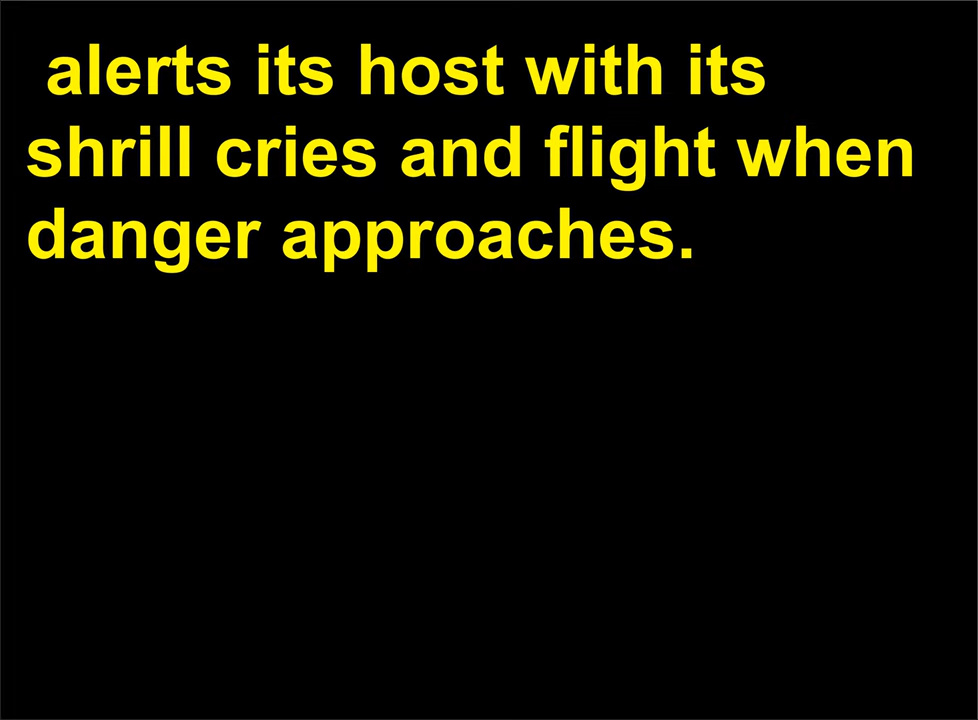 alerts its host with its
shrill cries and flight when
danger approaches.